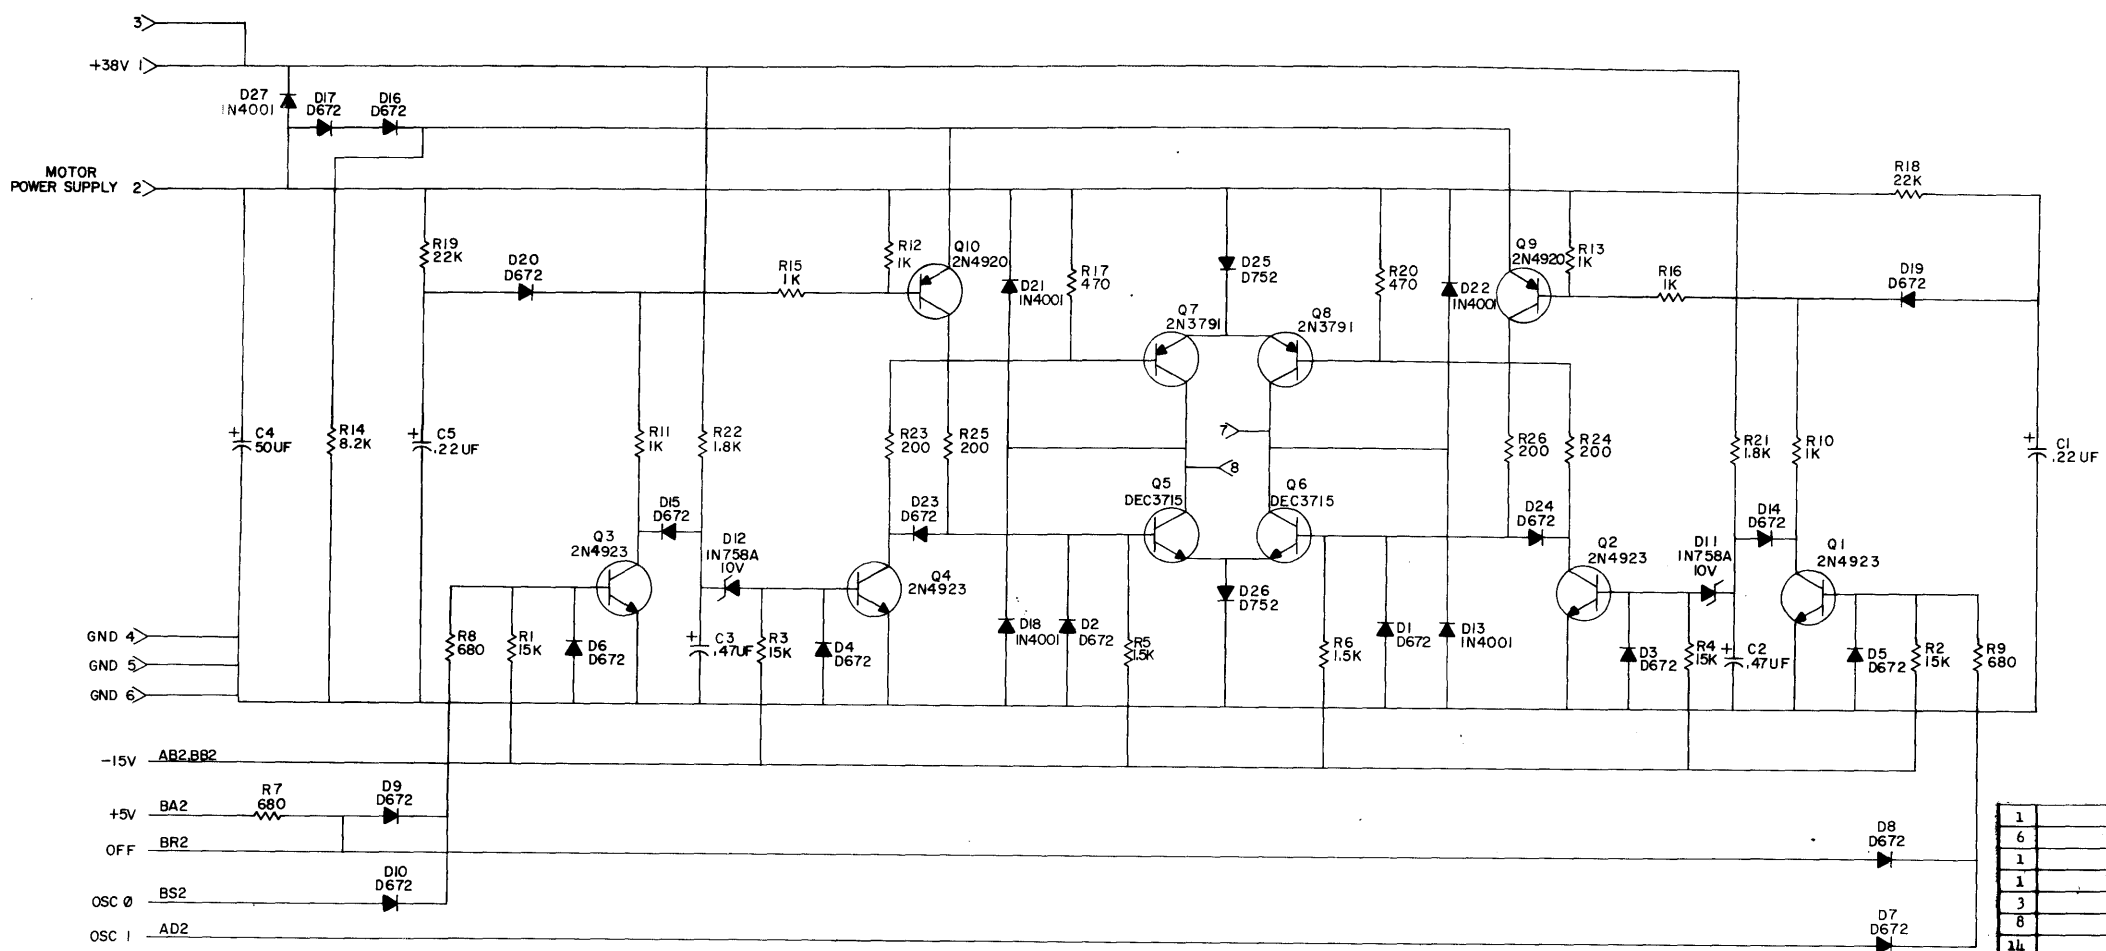 3
+38V 1
D27
1N4001
D17
D672
D16
D672
MOTOR
POWER SUPPLY 2
R18
22K
R19
22K
D20
D672
R15
1K
R12
1K
Q10
2N4920
D21
1N4001
R17
470
D25
D752
R20
470
D22
1N4001
Q9
2N4920
R13
1K
R16
1K
D19
D672
Q7
2N3791
Q8
2N3791
C4
50UF
R14
8.2K
C5
.22UF
R11
1K
R22
1.8K
R23
200
R25
200
7
8
R26
200
R24
200
R21
1.8K
R10
1K
C1
.22UF
Q3
2N4923
D15
D672
D12
1N758A
10V
D23
D672
Q4
2N4923
Q5
DEC3715
Q6
DEC3715
D24
D672
Q2
2N4923
D11
1N758A
10V
D14
D672
Q1
2N4923
D26
D752
GND 4
GND 5
GND 6
R8
680
R1
15K
D6
D672
C3
.47UF
R3
15K
D4
D672
D18
1N4001
D2
D672
R5
1.5K
R6
1.5K
D1
D672
D13
1N4001
D3
D672
R4
15K
C2
.47UF
D5
D672
R2
15K
R9
680
-15V AB2,BB2
+5V BA2
R7
680
D9
D672
OFF BR2
D8
D672
OSC 0 BS2
D10
D672
OSC 1 AD2
D7
D672
1
6
1
1
3
8
14